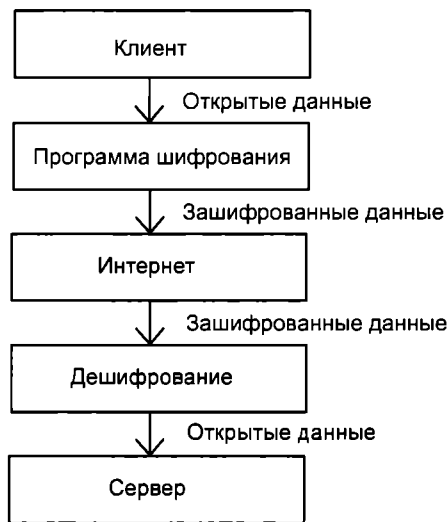 Клиент
Открытые данные
Программа шифрования
Зашифрованные данные
Интернет
Зашифрованные данные
Дешифрование
Открытые данные
Сервер